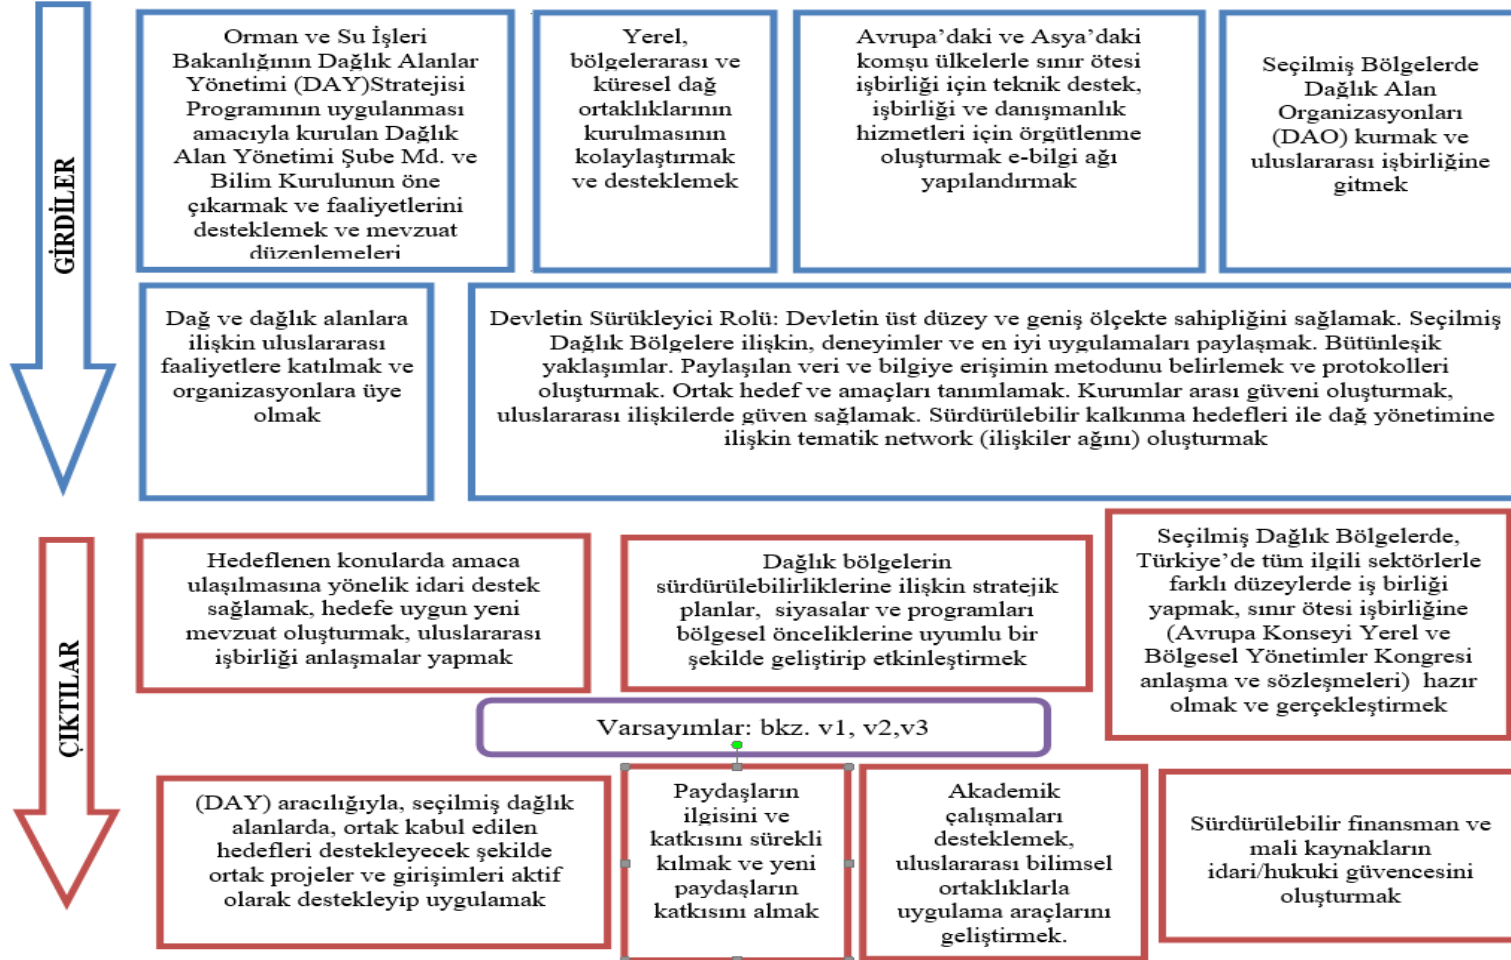 GİRDİLER
Orman ve Su İşleri
Bakanlığının Dağlık Alanlar
Yönetimi (DAY)Stratejisi
Programının uygulanması
amacıyla kurulan Dağlık
Alan Yönetimi Şube Md. ve
Bilim Kurulunun öne
çıkarmak ve faaliyetlerini
desteklemek ve mevzuat
düzenlemeleri
Yerel,
bölgelerarası ve
küresel dağ
ortaklıklarının
kurulmasının
kolaylaştırmak
ve desteklemek
Avrupa’daki ve Asya’daki
komşu ülkelerle sınır ötesi
işbirliği için teknik destek,
işbirliği ve danışmanlık
hizmetleri için örgütlenme
oluşturmak e-bilgi ağı
yapılandırmak
Seçilmiş Bölgelerde
Dağlık Alan
Organizasyonları
(DAO) kurmak ve
uluslararası işbirliğine
gitmek
Dağ ve dağlık alanlara
ilişkin uluslararası
faaliyetlere katılmak ve
organizasyonlara üye
olmak
Devletin Sürükleyici Rolü: Devletin üst düzey ve geniş ölçekte sahipliğini sağlamak. Seçilmiş
Dağlık Bölgelere ilişkin, deneyimler ve en iyi uygulamaları paylaşmak. Bütünleşik
yaklaşımlar. Paylaşılan veri ve bilgiye erişimin metodunu belirlemek ve protokolleri
oluşturmak. Ortak hedef ve amaçları tanımlamak. Kurumlar arası güveni oluşturmak,
uluslararası ilişkilerde güven sağlamak. Sürdürülebilir kalkınma hedefleri ile dağ yönetimine
ilişkin tematik network (ilişkiler ağını) oluşturmak
ÇIKTILAR
Hedeflenen konularda amaca
ulaşılmasına yönelik idari destek
sağlamak, hedefe uygun yeni
mevzuat oluşturmak, uluslararası
işbirliği anlaşmalar yapmak
Dağlık bölgelerin
sürdürülebilirliklerine ilişkin stratejik
planlar, siyasalar ve programları
bölgesel önceliklerine uyumlu bir
şekilde geliştirip etkinleştirmek
Seçilmiş Dağlık Bölgelerde,
Türkiye’de tüm ilgili sektörlerle
farklı düzeylerde iş birliği
yapmak, sınır ötesi işbirliğine
(Avrupa Konseyi Yerel ve
Bölgesel Yönetimler Kongresi
anlaşma ve sözleşmeleri) hazır
olmak ve gerçekleştirmek
Varsayımlar: bkz. v1, v2,v3
(DAY) aracılığıyla, seçilmiş dağlık
alanlarda, ortak kabul edilen
hedefleri destekleyecek şekilde
ortak projeler ve girişimleri aktif
olarak destekleyip uygulamak
Paydaşların
ilgisini ve
katkısını sürekli
kılmak ve yeni
paydaşların
katkısını almak
Akademik
çalışmaları
desteklemek,
uluslararası bilimsel
ortaklıklarla
uygulama araçlarını
geliştirmek.
Sürdürülebilir finansman ve
mali kaynakların
idari/hukuki güvencesini
oluşturmak